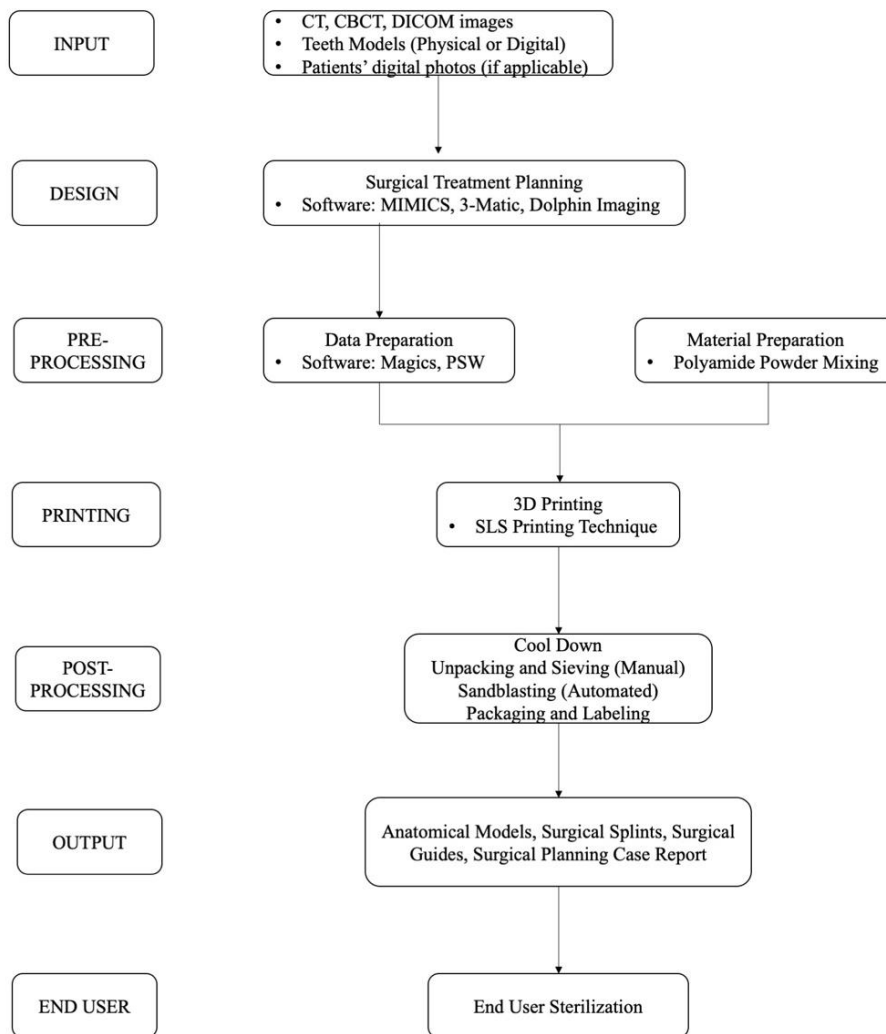 INPUT
• CT, CBCT, DICOM images
• Teeth Models (Physical or Digital)
• Patients’ digital photos (if applicable)
DESIGN
Surgical Treatment Planning
• Software: MIMICS, 3-Matic, Dolphin Imaging
PRE-
PROCESSING
Data Preparation
• Software: Magics, PSW
Material Preparation
• Polyamide Powder Mixing
PRINTING
3D Printing
• SLS Printing Technique
POST-
PROCESSING
Cool Down
Unpacking and Sieving (Manual)
Sandblasting (Automated)
Packaging and Labeling
OUTPUT
Anatomical Models, Surgical Splints, Surgical
Guides, Surgical Planning Case Report
END USER
End User Sterilization